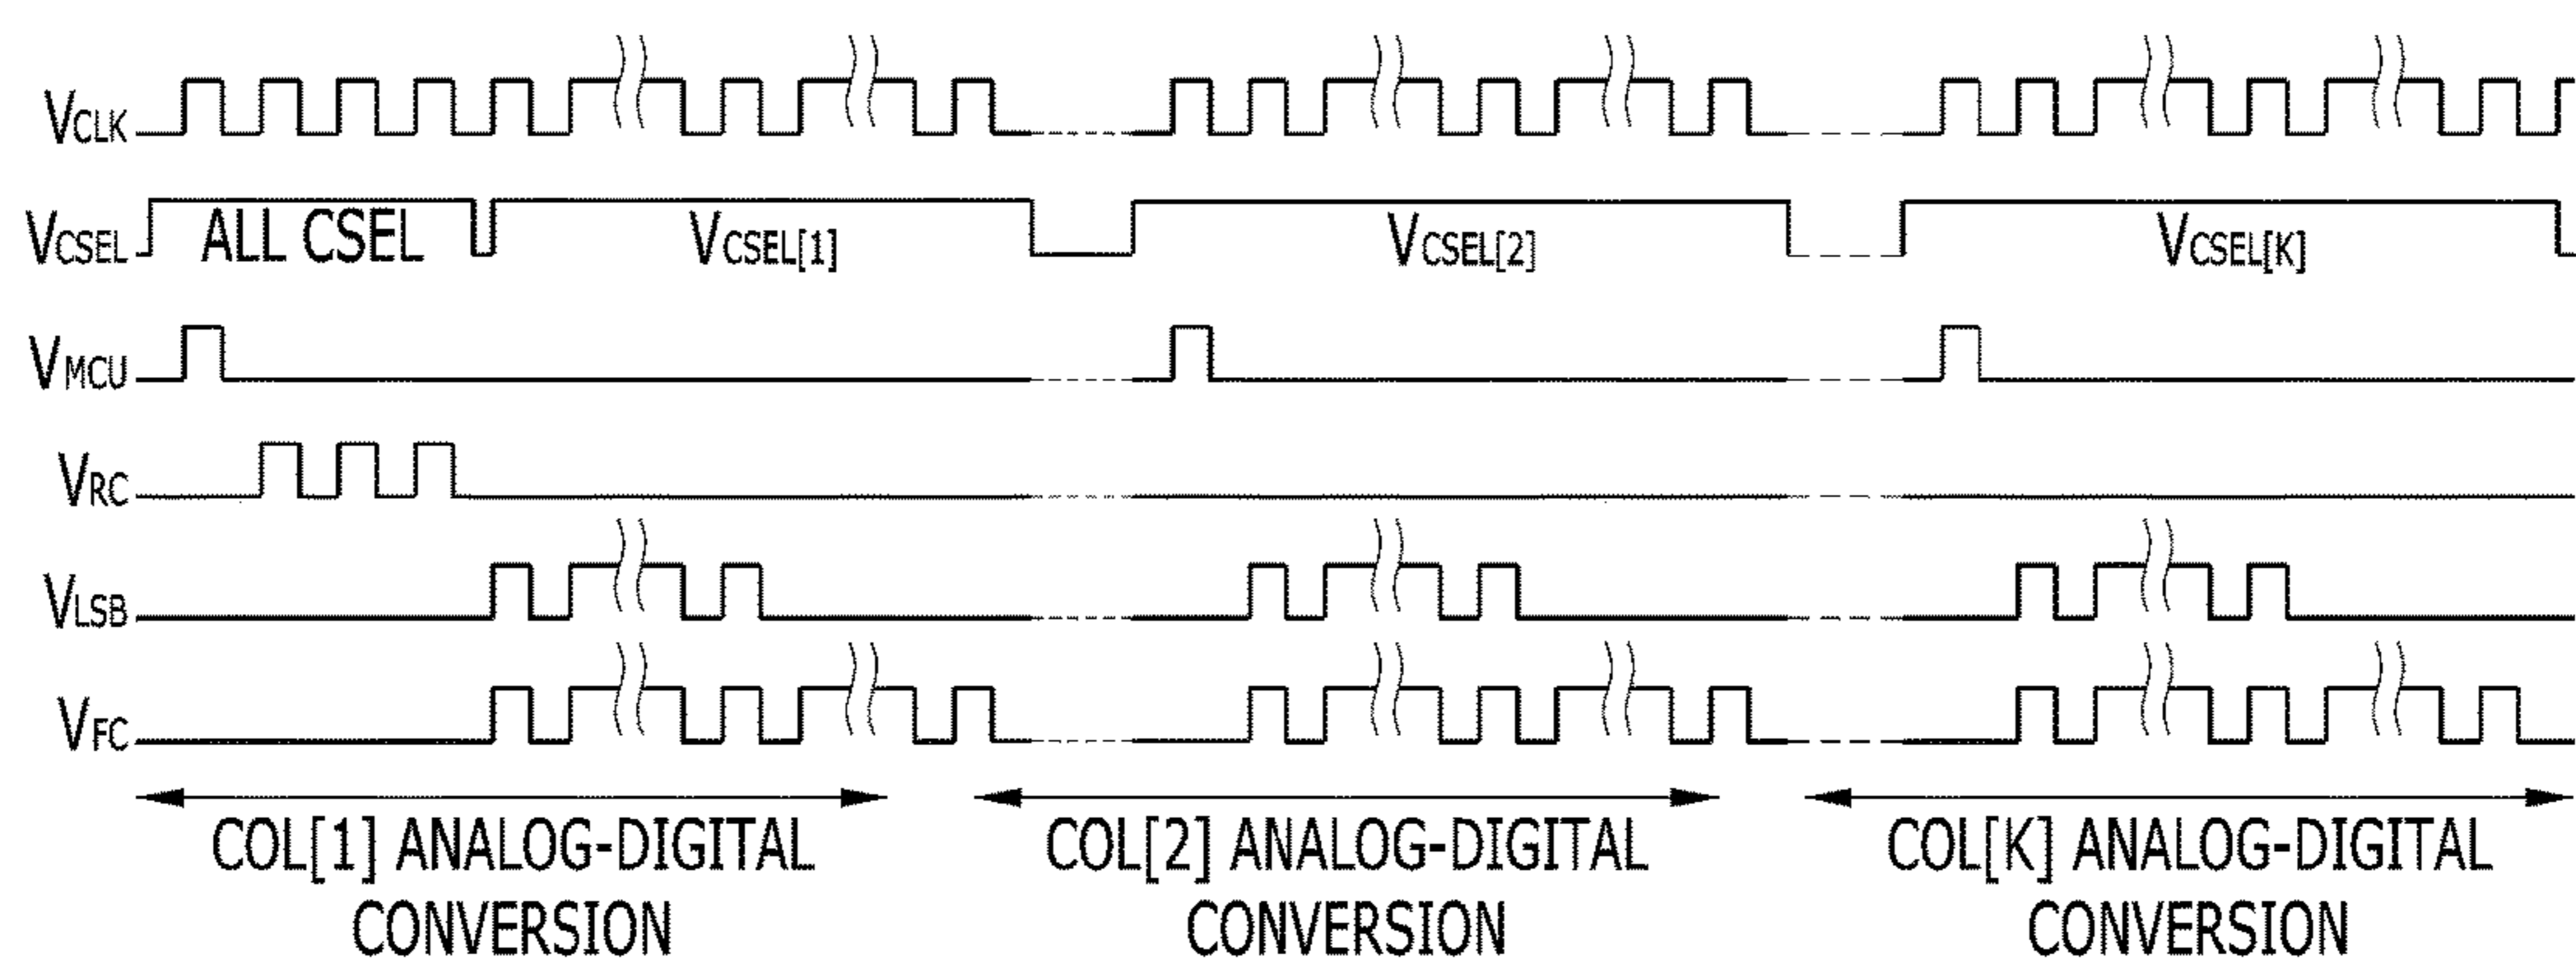 VCLK
VCSEL ALL CSEL VCSEL[1] VCSEL[2] VCSEL[K]
VMCU
VRC
VLSB
VFC
COL[1] ANALOG-DIGITAL CONVERSION
COL[2] ANALOG-DIGITAL CONVERSION
COL[K] ANALOG-DIGITAL CONVERSION